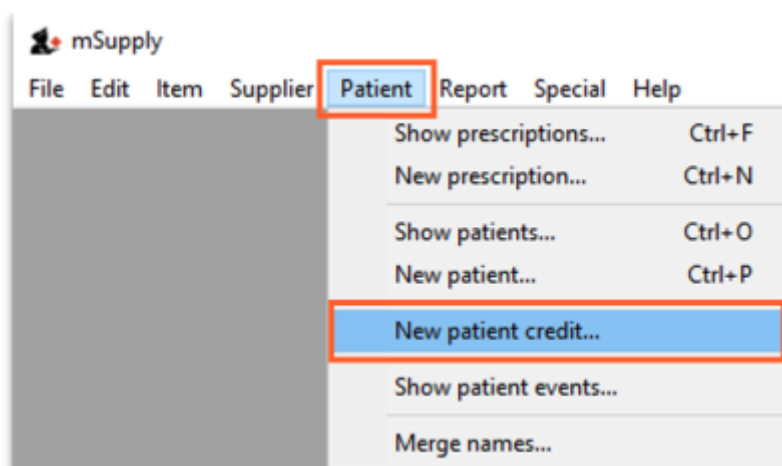 mSupply
File Edit Item Supplier Patient Report Special Help
Show prescriptions... Ctrl+F
New prescription... Ctrl+N
Show patients... Ctrl+O
New patient... Ctrl+P
New patient credit...
Show patient events...
Merge names...